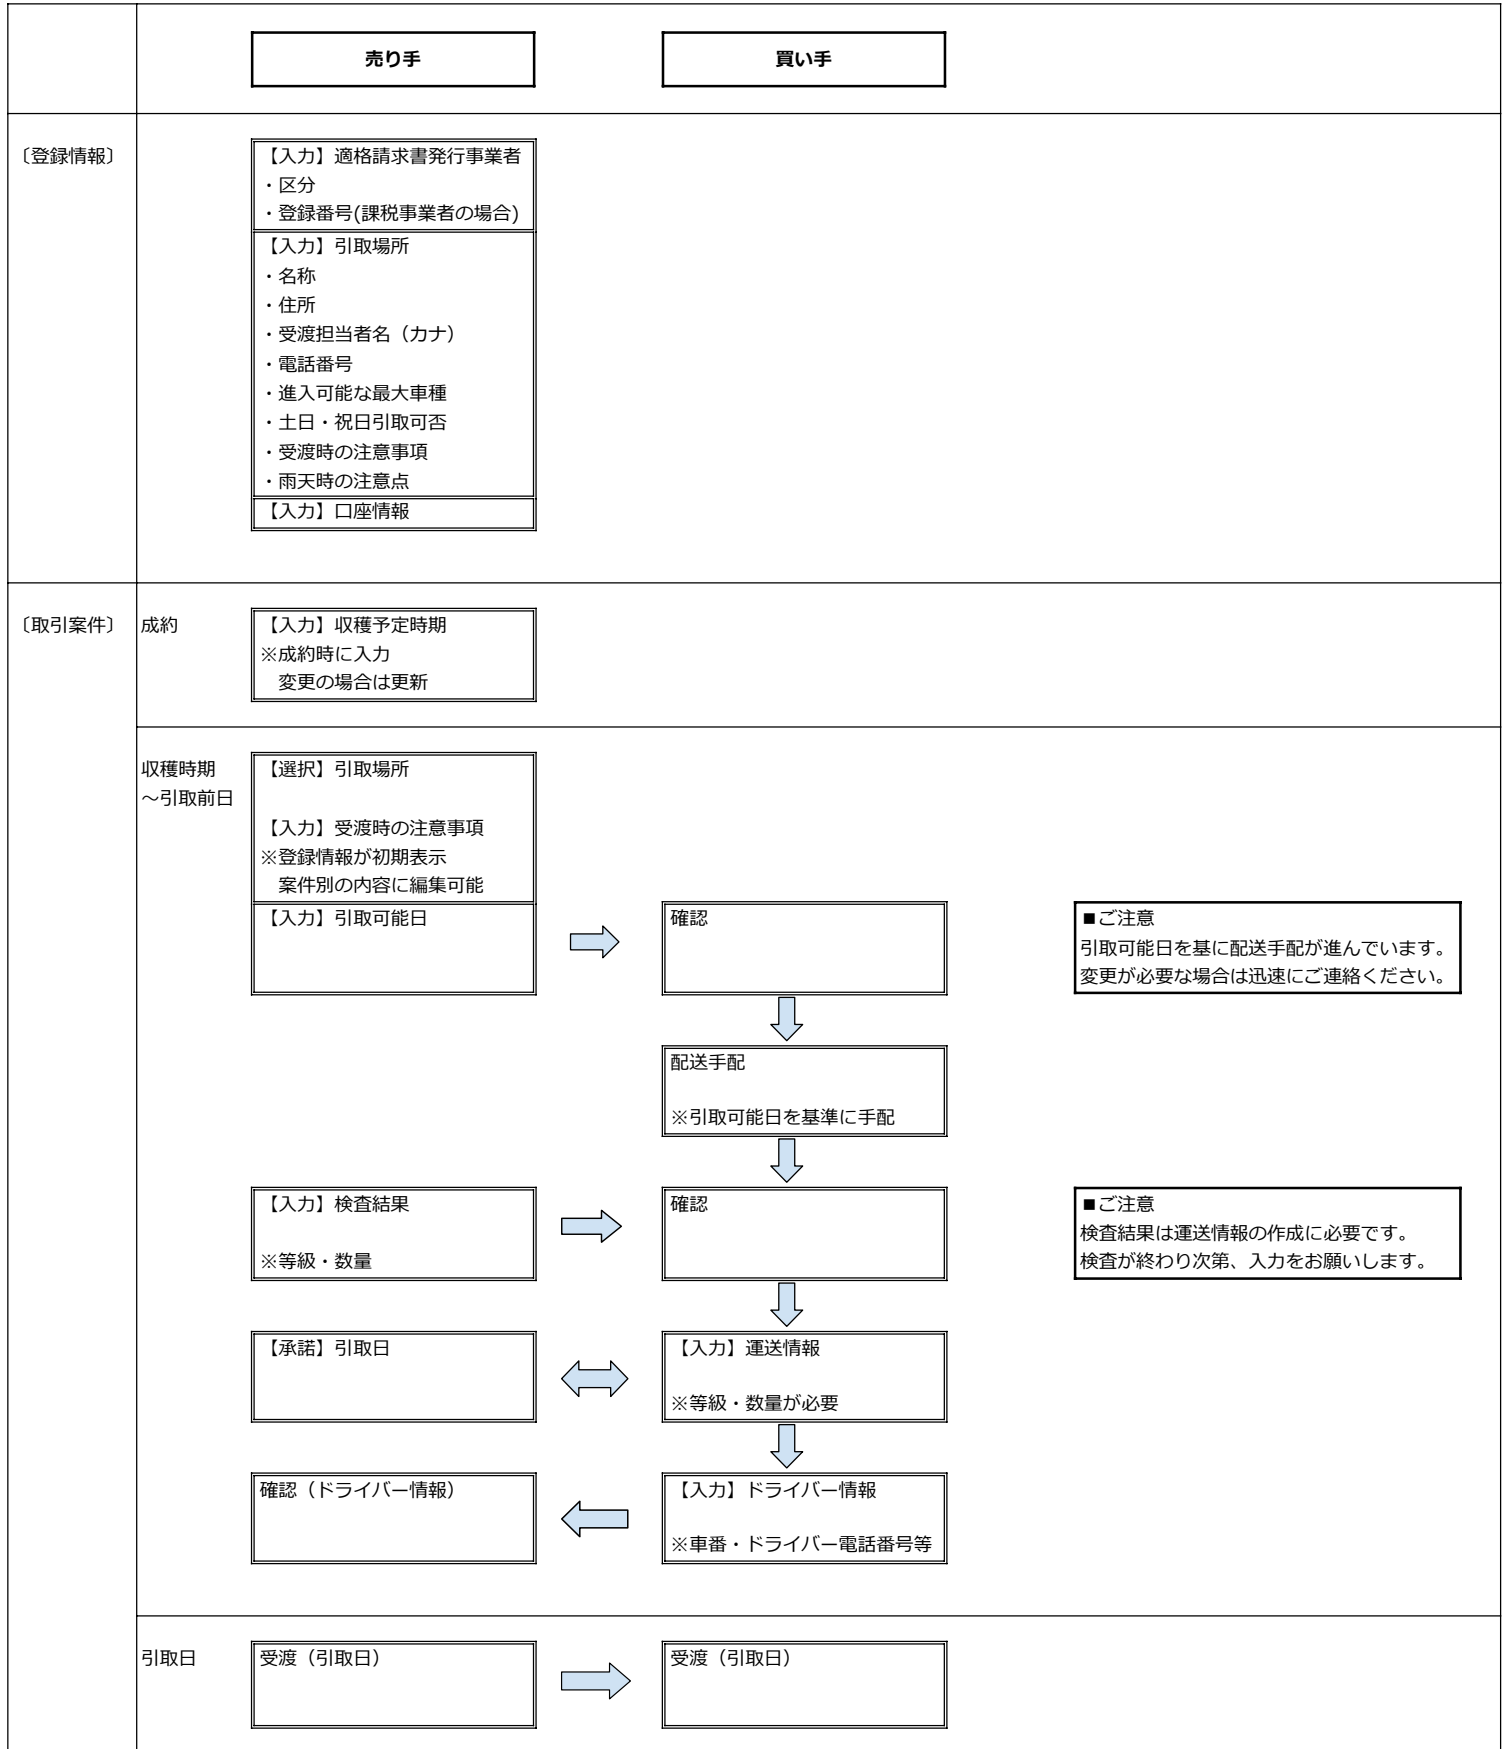 売り手
買い手
〔登録情報〕
【入力】適格請求書発行事業者
・区分
・登録番号(課税事業者の場合)
【入力】引取場所
・名称
・住所
・受渡担当者名（カナ）
・電話番号
・進入可能な最大車種
・土日・祝日引取可否
・受渡時の注意事項
・雨天時の注意点
【入力】口座情報
〔取引案件〕
成約
【入力】収穫予定時期
※成約時に入力
変更の場合は更新
収穫時期
～引取前日
【選択】引取場所
【入力】受渡時の注意事項
※登録情報が初期表示
案件別の内容に編集可能
【入力】引取可能日
確認
■ご注意
引取可能日を基に配送手配が進んでいます。
変更が必要な場合は迅速にご連絡ください。
配送手配
※引取可能日を基準に手配
【入力】検査結果
※等級・数量
確認
■ご注意
検査結果は運送情報の作成に必要です。
検査が終わり次第、入力をお願いします。
【承諾】引取日
【入力】運送情報
※等級・数量が必要
確認（ドライバー情報）
【入力】ドライバー情報
※車番・ドライバー電話番号等
引取日
受渡（引取日）
受渡（引取日）